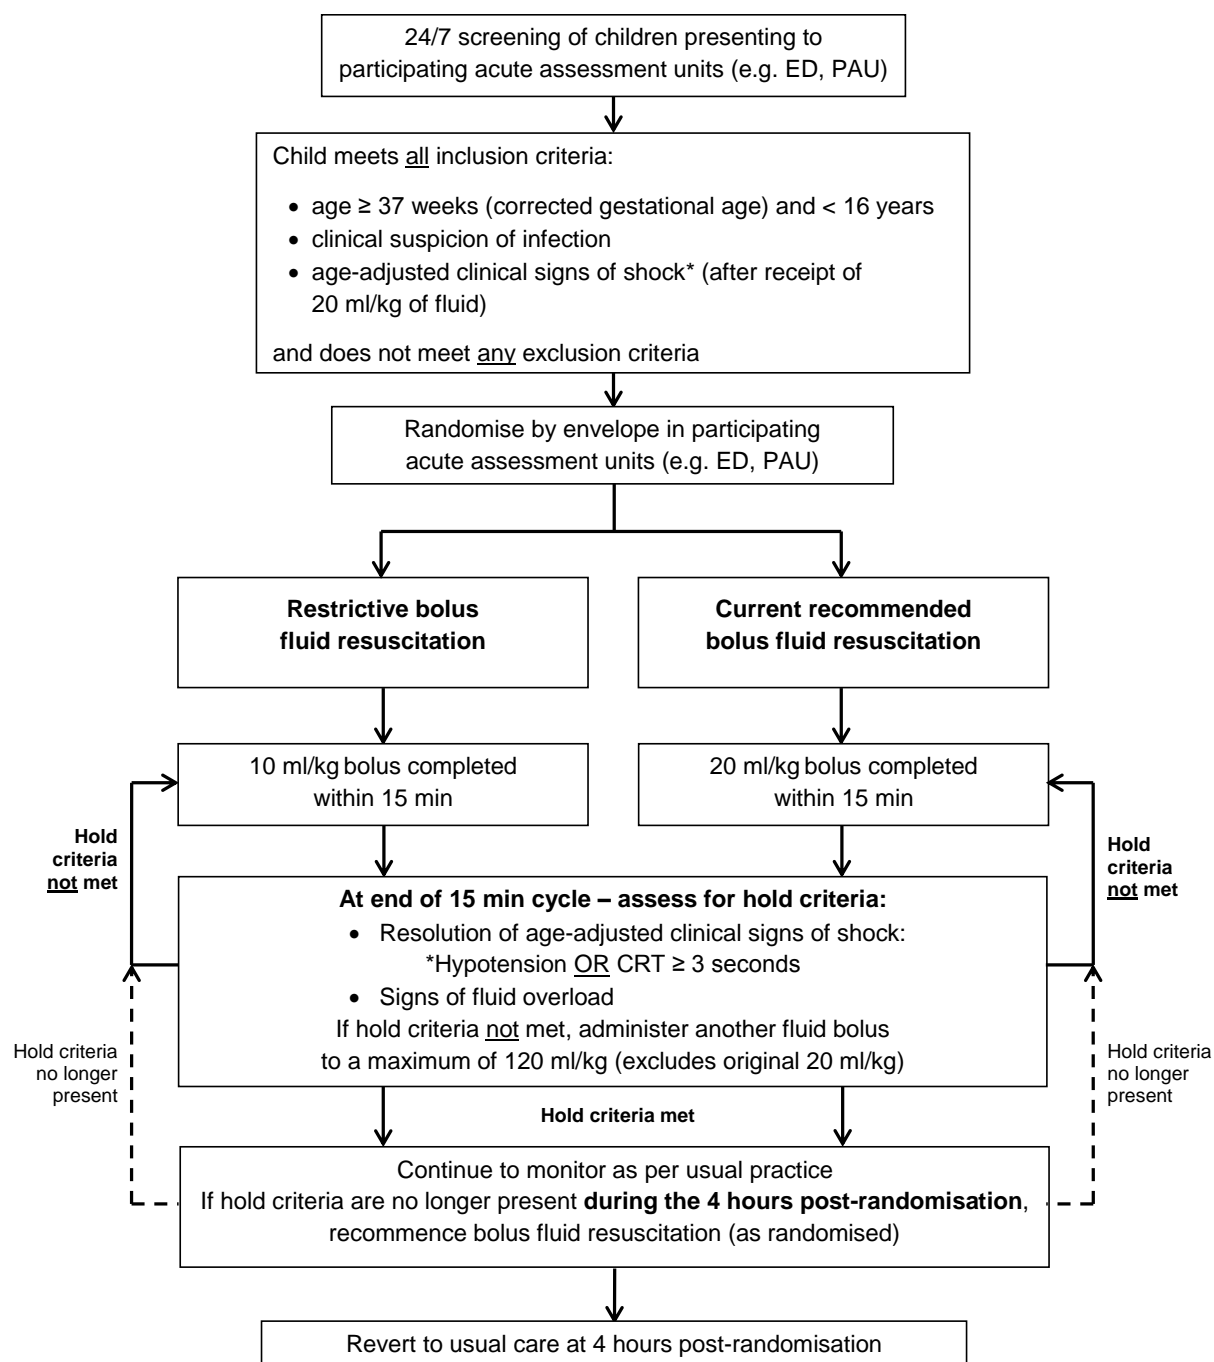 24/7 screening of children presenting to
participating acute assessment units (e.g. ED, PAU)
Child meets all inclusion criteria:
• age ≥ 37 weeks (corrected gestational age) and < 16 years
• clinical suspicion of infection
• age-adjusted clinical signs of shock* (after receipt of
20 ml/kg of fluid)
and does not meet any exclusion criteria
Randomise by envelope in participating
acute assessment units (e.g. ED, PAU)
Restrictive bolus
fluid resuscitation
Current recommended
bolus fluid resuscitation
10 ml/kg bolus completed
within 15 min
20 ml/kg bolus completed
within 15 min
Hold
criteria
not met
Hold
criteria
not met
At end of 15 min cycle – assess for hold criteria:
• Resolution of age-adjusted clinical signs of shock:
*Hypotension OR CRT ≥ 3 seconds
• Signs of fluid overload
If hold criteria not met, administer another fluid bolus
to a maximum of 120 ml/kg (excludes original 20 ml/kg)
Hold criteria
no longer
present
Hold criteria
no longer
present
Hold criteria met
Continue to monitor as per usual practice
If hold criteria are no longer present during the 4 hours post-randomisation,
recommence bolus fluid resuscitation (as randomised)
Revert to usual care at 4 hours post-randomisation